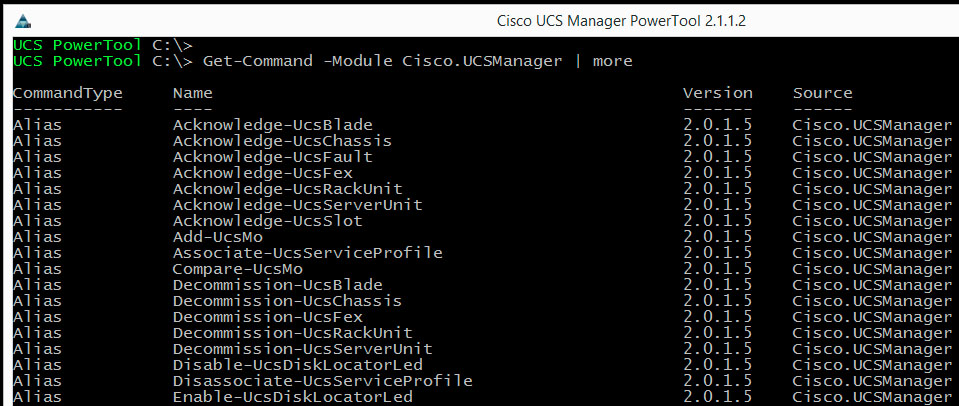 Cisco UCS Manager PowerTool 2.1.1.2
UCS PowerTool C:\>
UCS PowerTool C:\> Get-Command -Module Cisco.UCSManager | more
CommandType Name Version Source
----------- ---- ------- ------
Alias Acknowledge-UcsBlade 2.0.1.5 Cisco.UCSManager
Alias Acknowledge-UcsChassis 2.0.1.5 Cisco.UCSManager
Alias Acknowledge-UcsFault 2.0.1.5 Cisco.UCSManager
Alias Acknowledge-UcsFex 2.0.1.5 Cisco.UCSManager
Alias Acknowledge-UcsRackUnit 2.0.1.5 Cisco.UCSManager
Alias Acknowledge-UcsServerUnit 2.0.1.5 Cisco.UCSManager
Alias Acknowledge-UcsSlot 2.0.1.5 Cisco.UCSManager
Alias Add-UcsMo 2.0.1.5 Cisco.UCSManager
Alias Associate-UcsServiceProfile 2.0.1.5 Cisco.UCSManager
Alias Compare-UcsMo 2.0.1.5 Cisco.UCSManager
Alias Decommission-UcsBlade 2.0.1.5 Cisco.UCSManager
Alias Decommission-UcsChassis 2.0.1.5 Cisco.UCSManager
Alias Decommission-UcsFex 2.0.1.5 Cisco.UCSManager
Alias Decommission-UcsRackUnit 2.0.1.5 Cisco.UCSManager
Alias Decommission-UcsServerUnit 2.0.1.5 Cisco.UCSManager
Alias Disable-UcsDiskLocatorLed 2.0.1.5 Cisco.UCSManager
Alias Disassociate-UcsServiceProfile 2.0.1.5 Cisco.UCSManager
Alias Enable-UcsDiskLocatorLed 2.0.1.5 Cisco.UCSManager